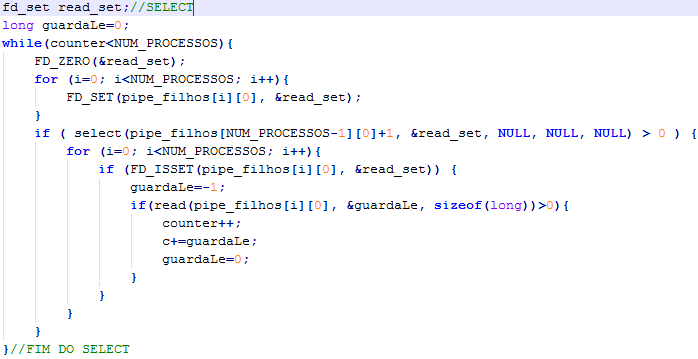 fd_set read_set;//SELECT
long guardaLe=0;
while(counter<NUM_PROCESSOS){
    FD_ZERO(&read_set);
    for (i=0; i<NUM_PROCESSOS; i++){
        FD_SET(pipe_filhos[i][0], &read_set);
    }
    if ( select(pipe_filhos[NUM_PROCESSOS-1][0]+1, &read_set, NULL, NULL, NULL) > 0 ) {
        for (i=0; i<NUM_PROCESSOS; i++){
            if (FD_ISSET(pipe_filhos[i][0], &read_set)) {
                guardaLe=-1;
                if(read(pipe_filhos[i][0], &guardaLe, sizeof(long))>0){
                    counter++;
                    c+=guardaLe;
                    guardaLe=0;
                }
            }
        }
    }
}//FIM DO SELECT